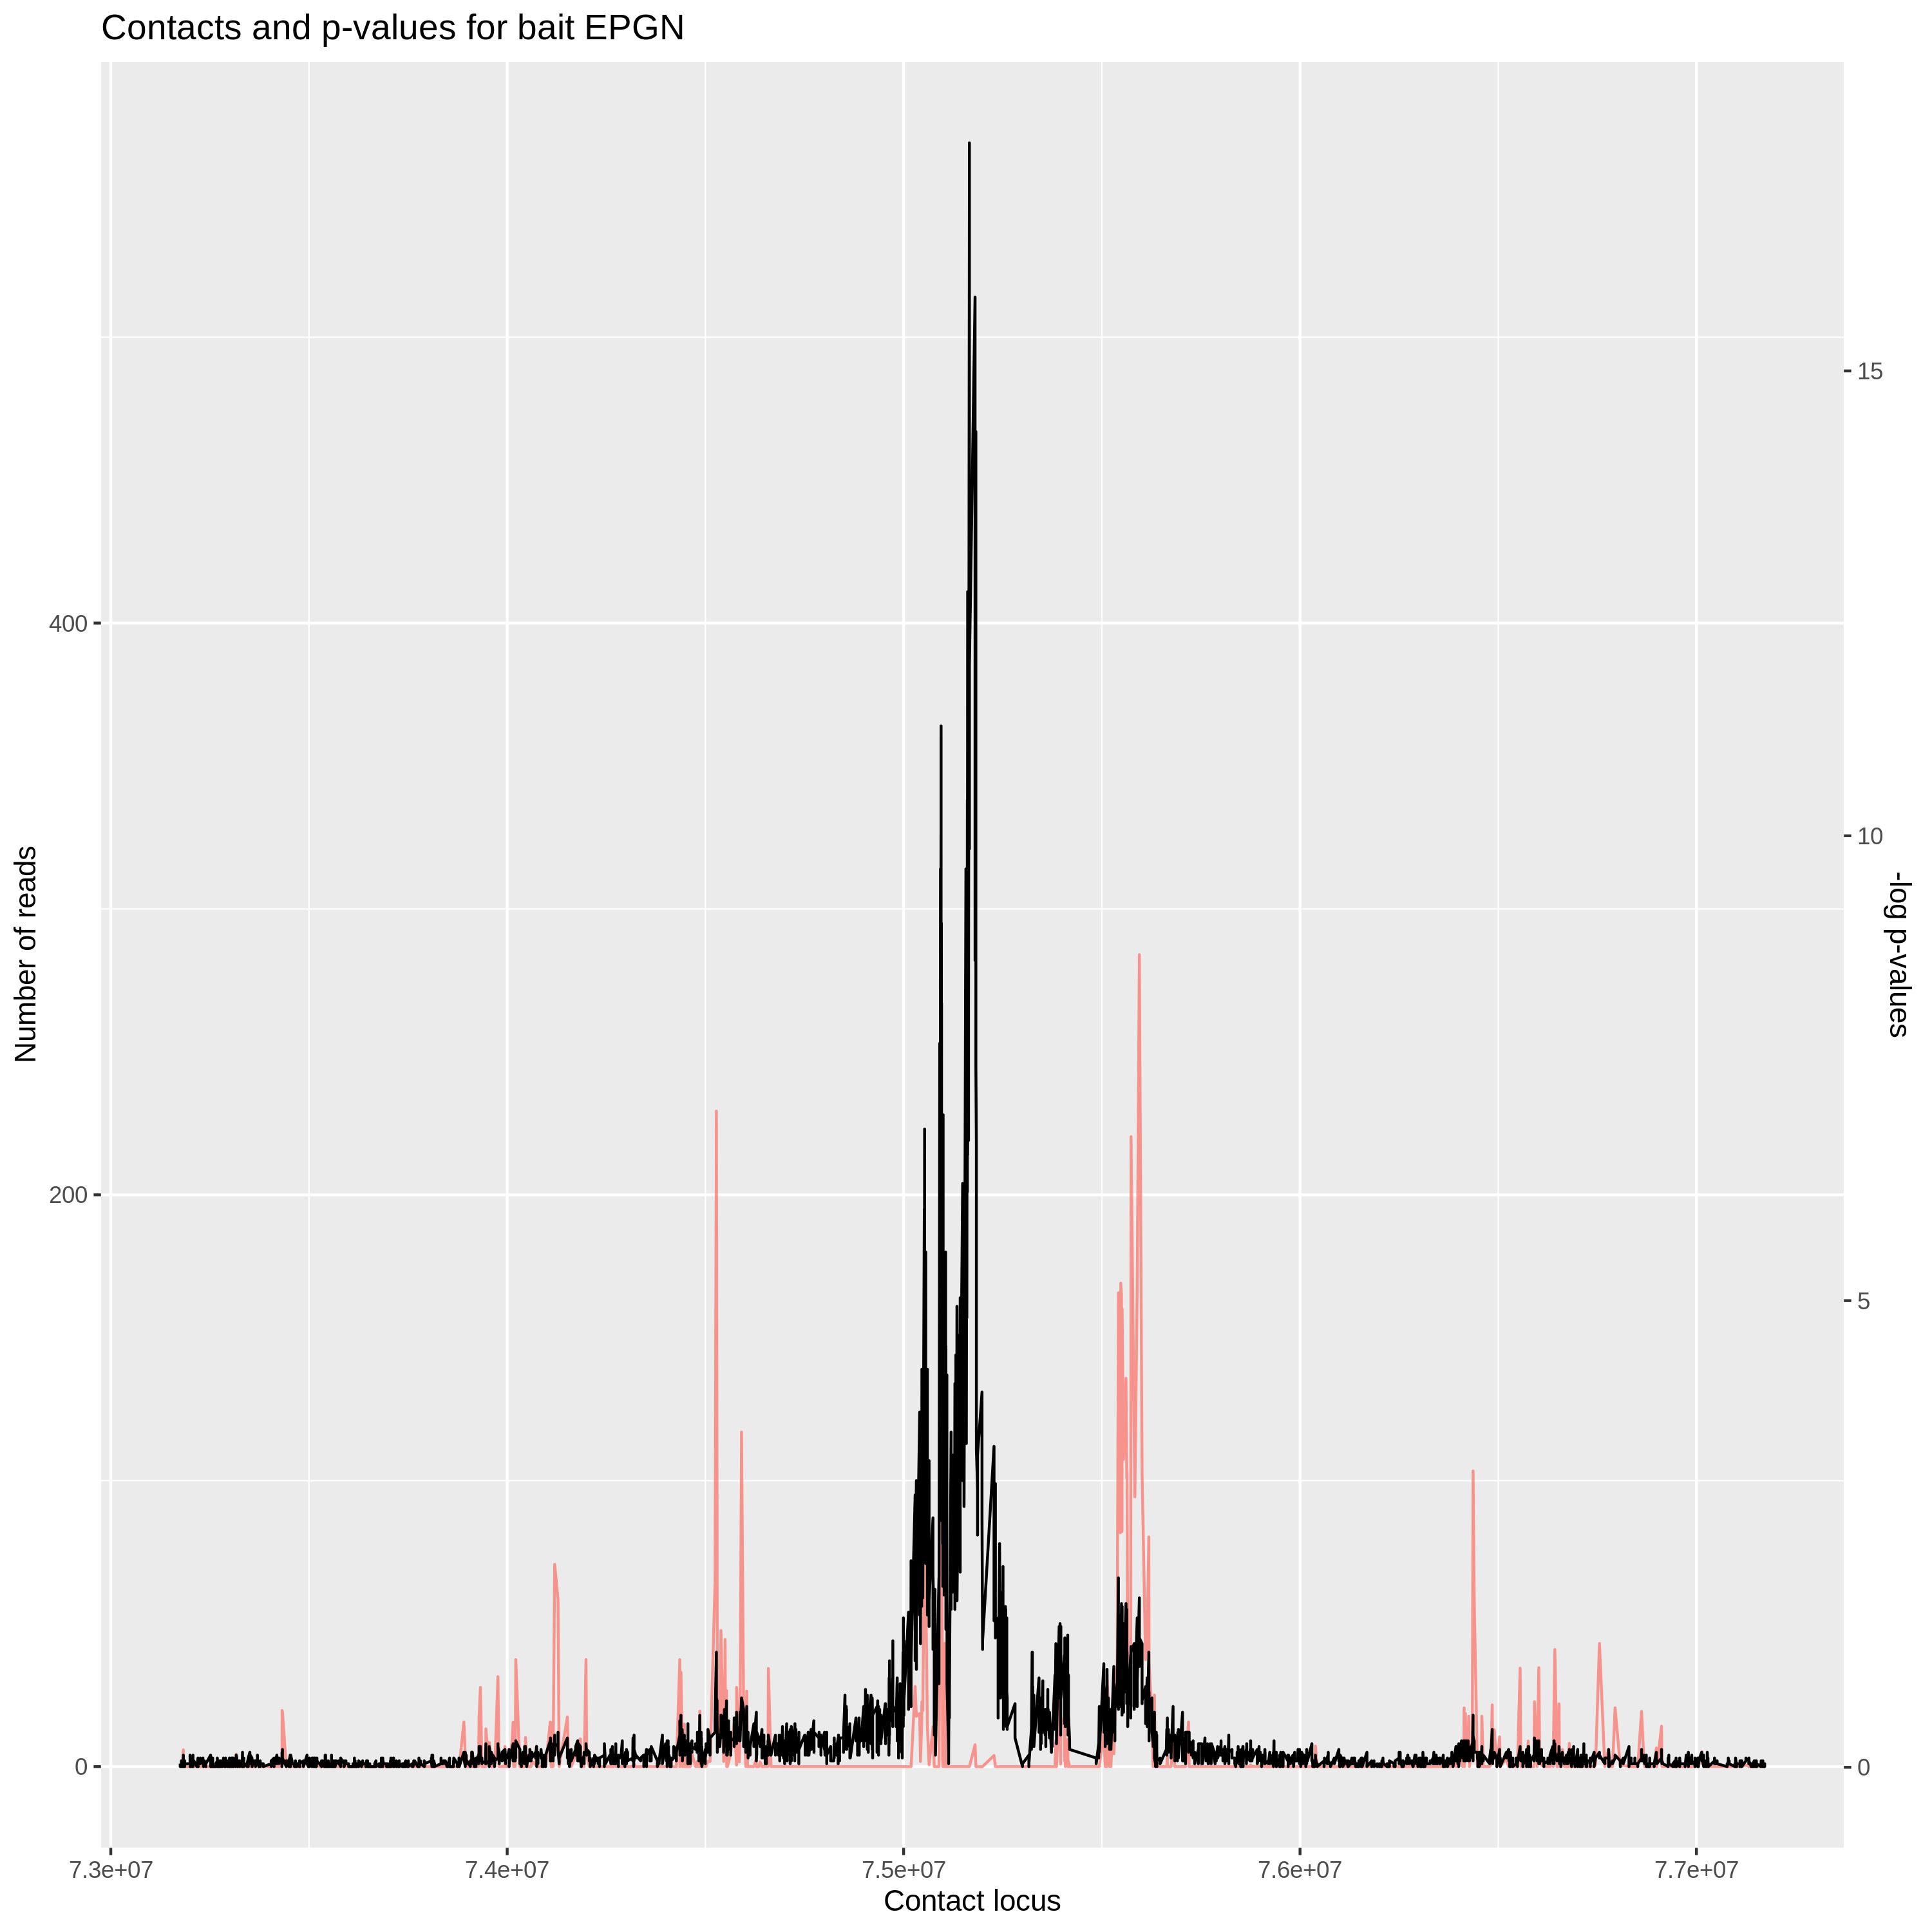 Contacts and p-values for bait EPGN
Number of reads
400
200
0
15
10
5
0
-log p-values
7.3e+07
7.4e+07
7.5e+07
7.6e+07
7.7e+07
Contact locus